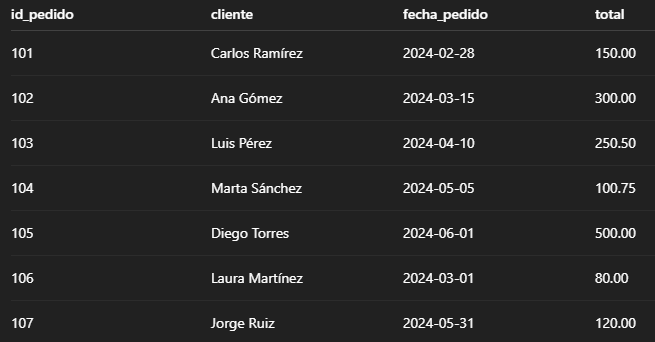 id_pedido cliente fecha_pedido total
101 Carlos Ramírez 2024-02-28 150.00
102 Ana Gómez 2024-03-15 300.00
103 Luis Pérez 2024-04-10 250.50
104 Marta Sánchez 2024-05-05 100.75
105 Diego Torres 2024-06-01 500.00
106 Laura Martínez 2024-03-01 80.00
107 Jorge Ruiz 2024-05-31 120.00